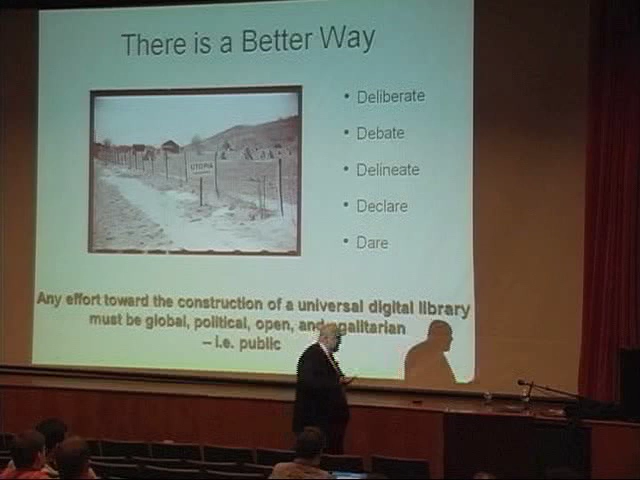 There is a Better Way
UTOPIA
• Deliberate
• Debate
• Delineate
• Declare
• Dare
Any effort toward the construction of a universal digital library
must be global, political, open, and egalitarian
– i.e. public